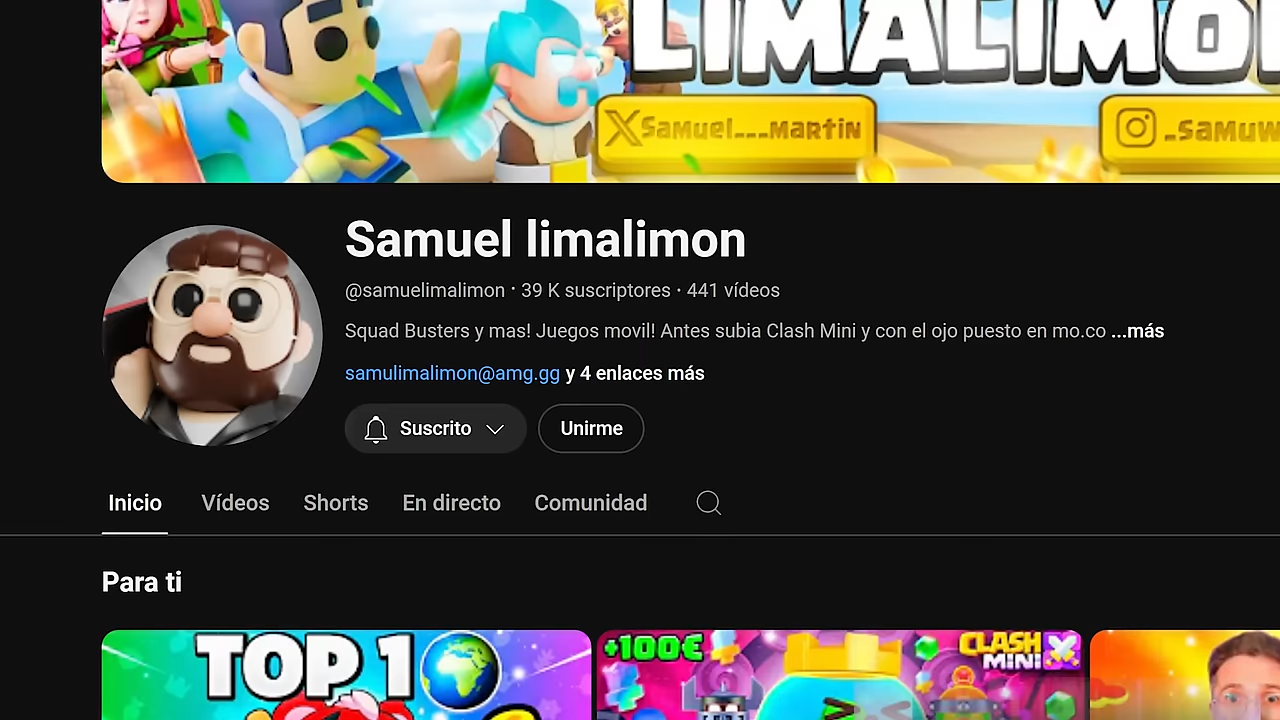 LIMALIMO
Samuel___Martin
Samuel limalimon
@samuelimalimon · 39 K suscriptores · 441 vídeos
Squad Busters y mas! Juegos movil! Antes subia Clash Mini y con el ojo puesto en mo.co ...más
samulimalimon@amg.gg y 4 enlaces más
Suscrito Unirme
Inicio Vídeos Shorts En directo Comunidad
Para ti
TOP 1
+100€
CLASH
MINI